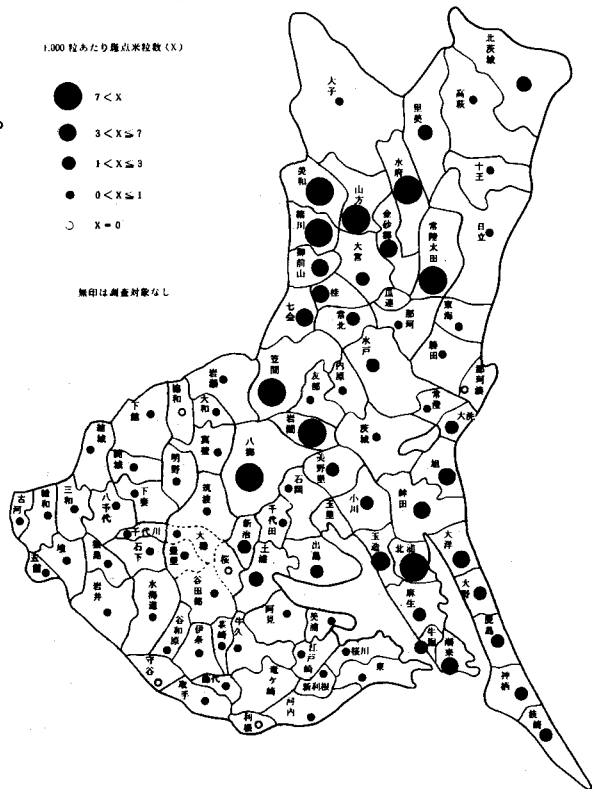 1,000 粒あたり斑点米粒数 (X)
7 < X
3 < X ≦ 7
1 < X ≦ 3
0 < X ≦ 1
X = 0
無印は調査対象なし
北茨城
大子
高萩
里美
十王
水府
美和
山方
金砂郷
日立
緒川
常陸太田
大宮
御前山
瓜連
桂
東海
那珂
七会
常北
勝田
水戸
那珂湊
笠間
友部
内原
岩瀬
協和
大和
常澄
大洗
下館
岩間
茨城
結城
真壁
八郷
明野
関城
美野里
旭
石岡
古河
総和
三和
八千代
下妻
筑波
千代田
玉里
小川
鉾田
千代川
新治
大穂
豊里
桜
土浦
出島
玉造
北浦
大洋
五霞
境
猿島
石下
岩井
水海道
谷田部
阿見
美浦
麻生
大野
鹿島
谷和原
伊奈
茎崎
牛久
江戸崎
桜川
東
牛堀
潮来
守谷
取手
藤代
竜ヶ崎
新利根
河内
利根
神栖
波崎